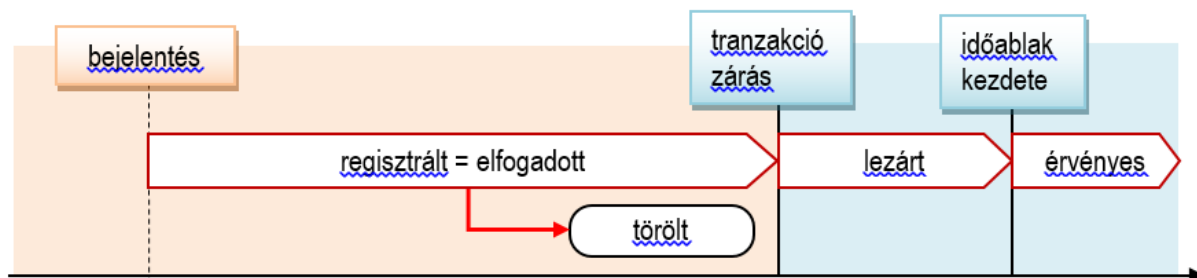 bejelentés
tranzakció
zárás
időablak
kezdete
regisztrált = elfogadott
lezárt
érvényes
törölt